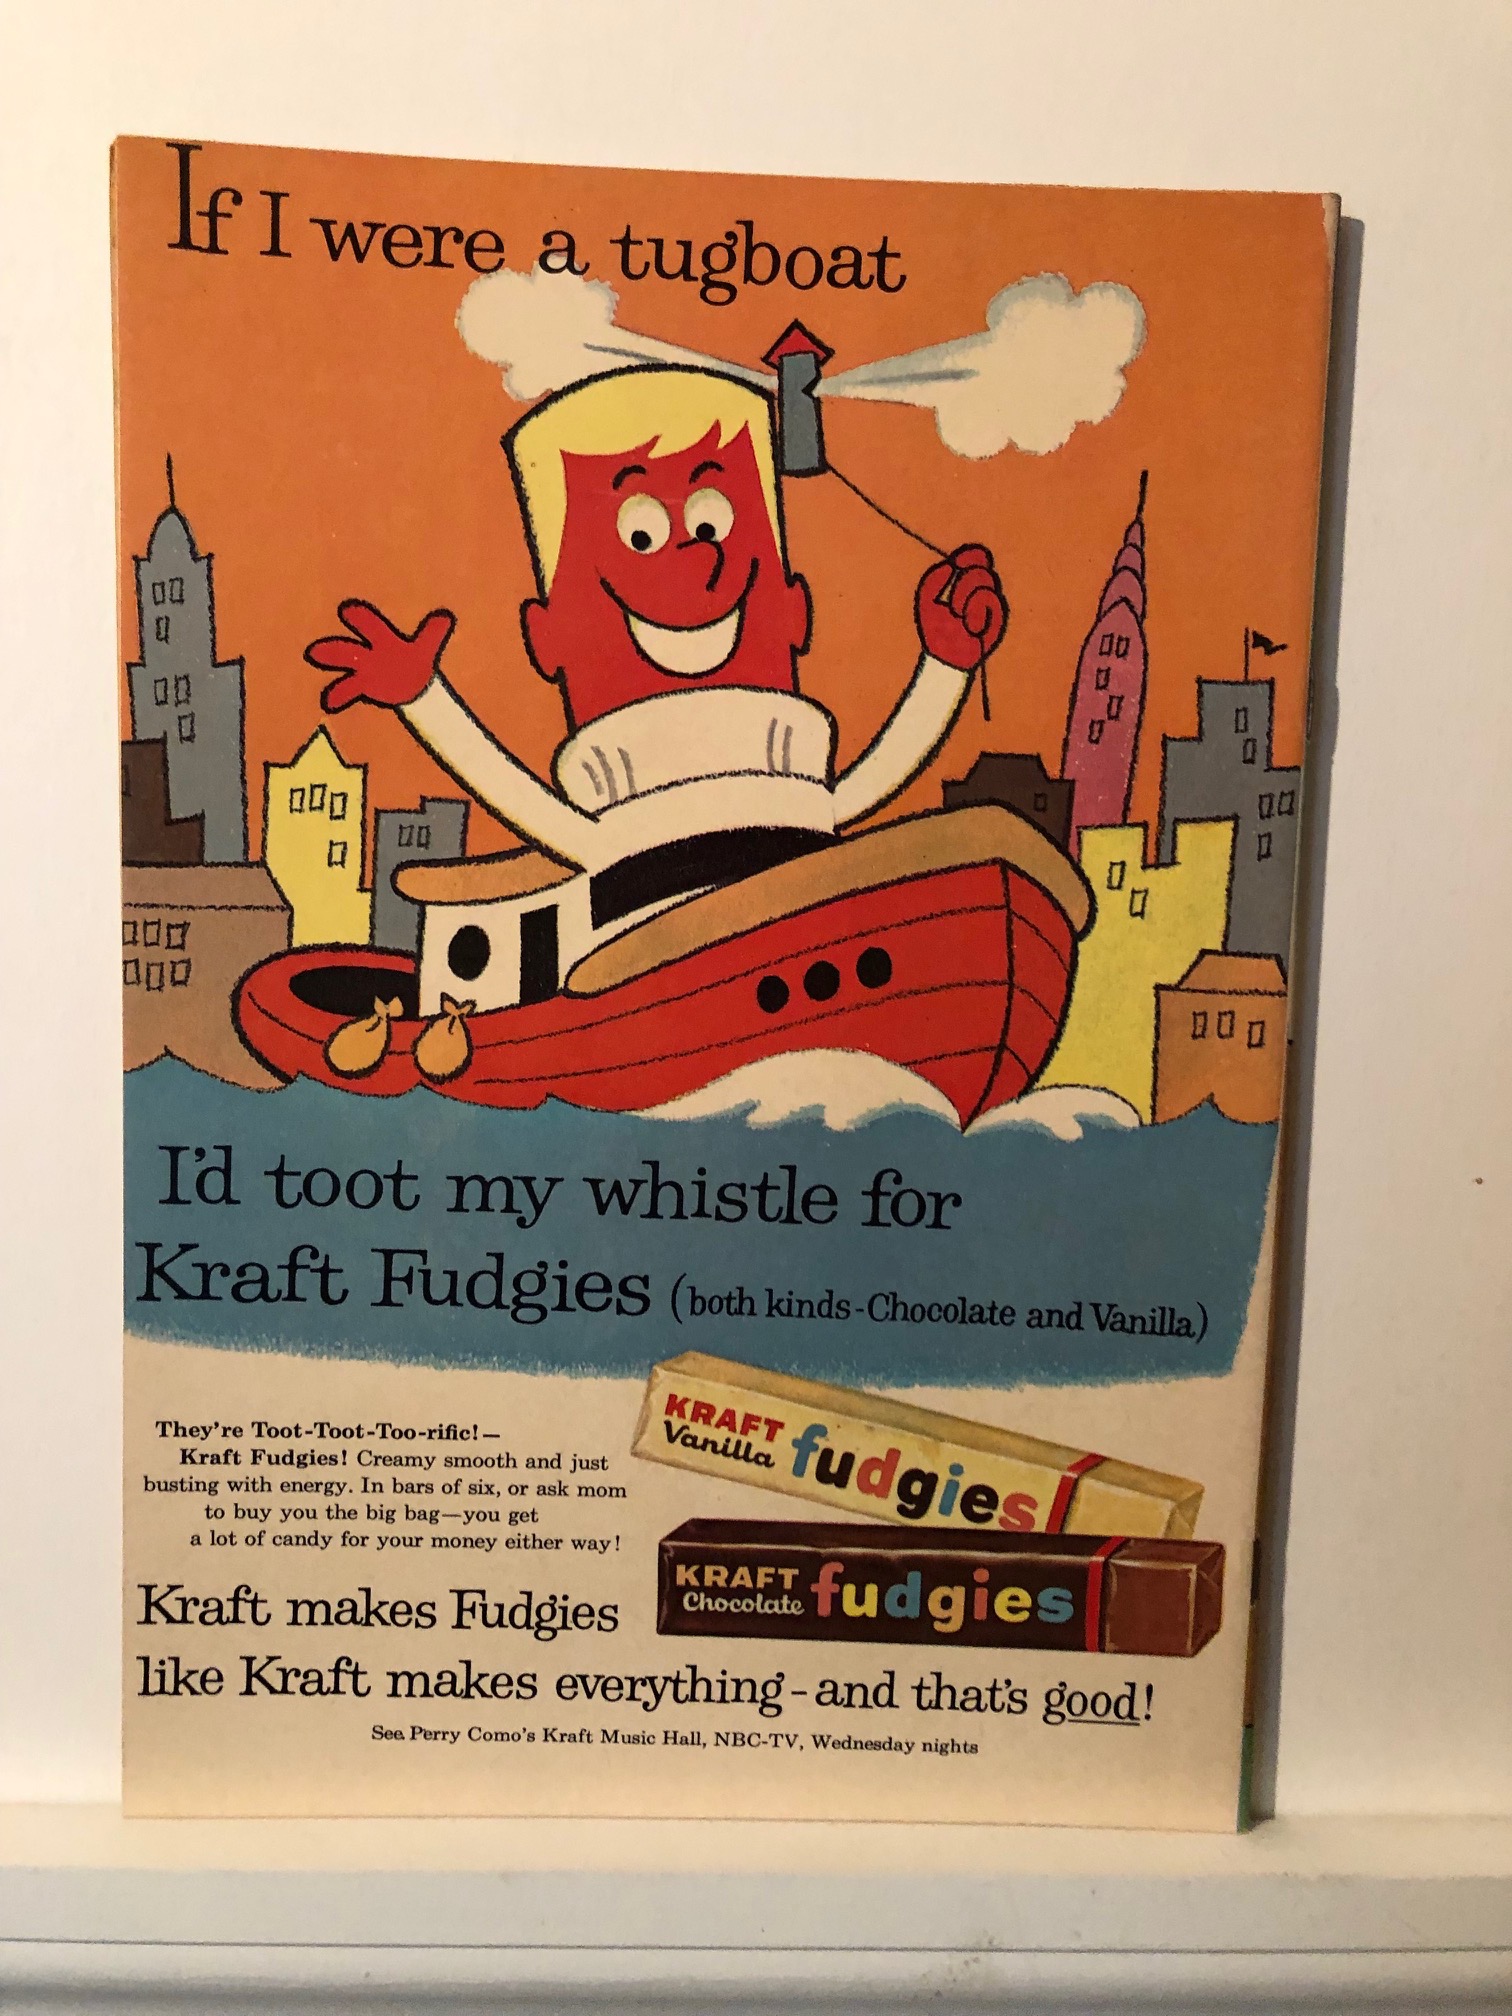 If I were a tugboat
I'd toot my whistle for
Kraft Fudgies (both kinds-Chocolate and Vanilla)
They're Toot-Toot-Too-rific!—
Kraft Fudgies! Creamy smooth and just
busting with energy. In bars of six, or ask mom
to buy you the big bag—you get
a lot of candy for your money either way!
KRAFT
Vanilla fudgies
KRAFT
Chocolate fudgies
Kraft makes Fudgies
like Kraft makes everything-and that's good!
See Perry Como's Kraft Music Hall, NBC-TV, Wednesday nights